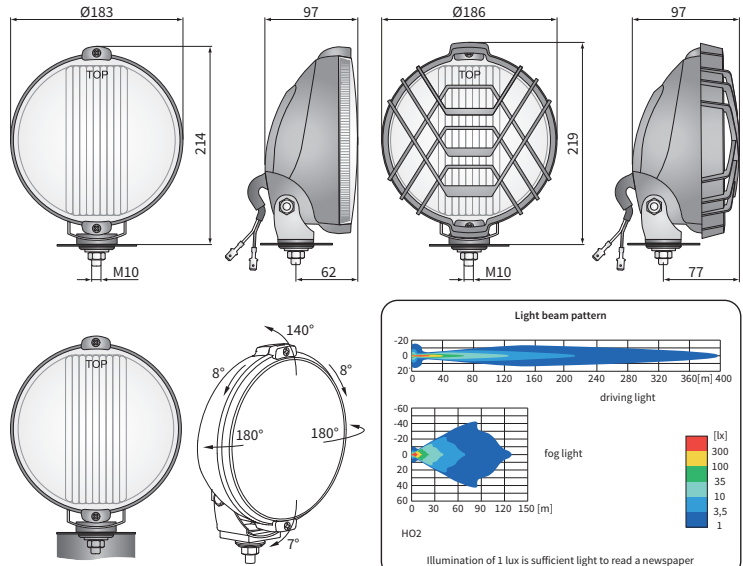 Ø183
97
Ø186
97
TOP
214
TOP
219
M10
62
M10
77
TOP
140°
8°
8°
180°
180°
7°
Light beam pattern
-20
0
20
0 40 80 120 160 200 240 280 320 360[m] 400
driving light
-60
-40
-20
0
20
40
60
0 30 60 90 120 150 [m]
fog light
[lx]
300
100
35
10
3,5
1
HO2
Illumination of 1 lux is sufficient light to read a newspaper